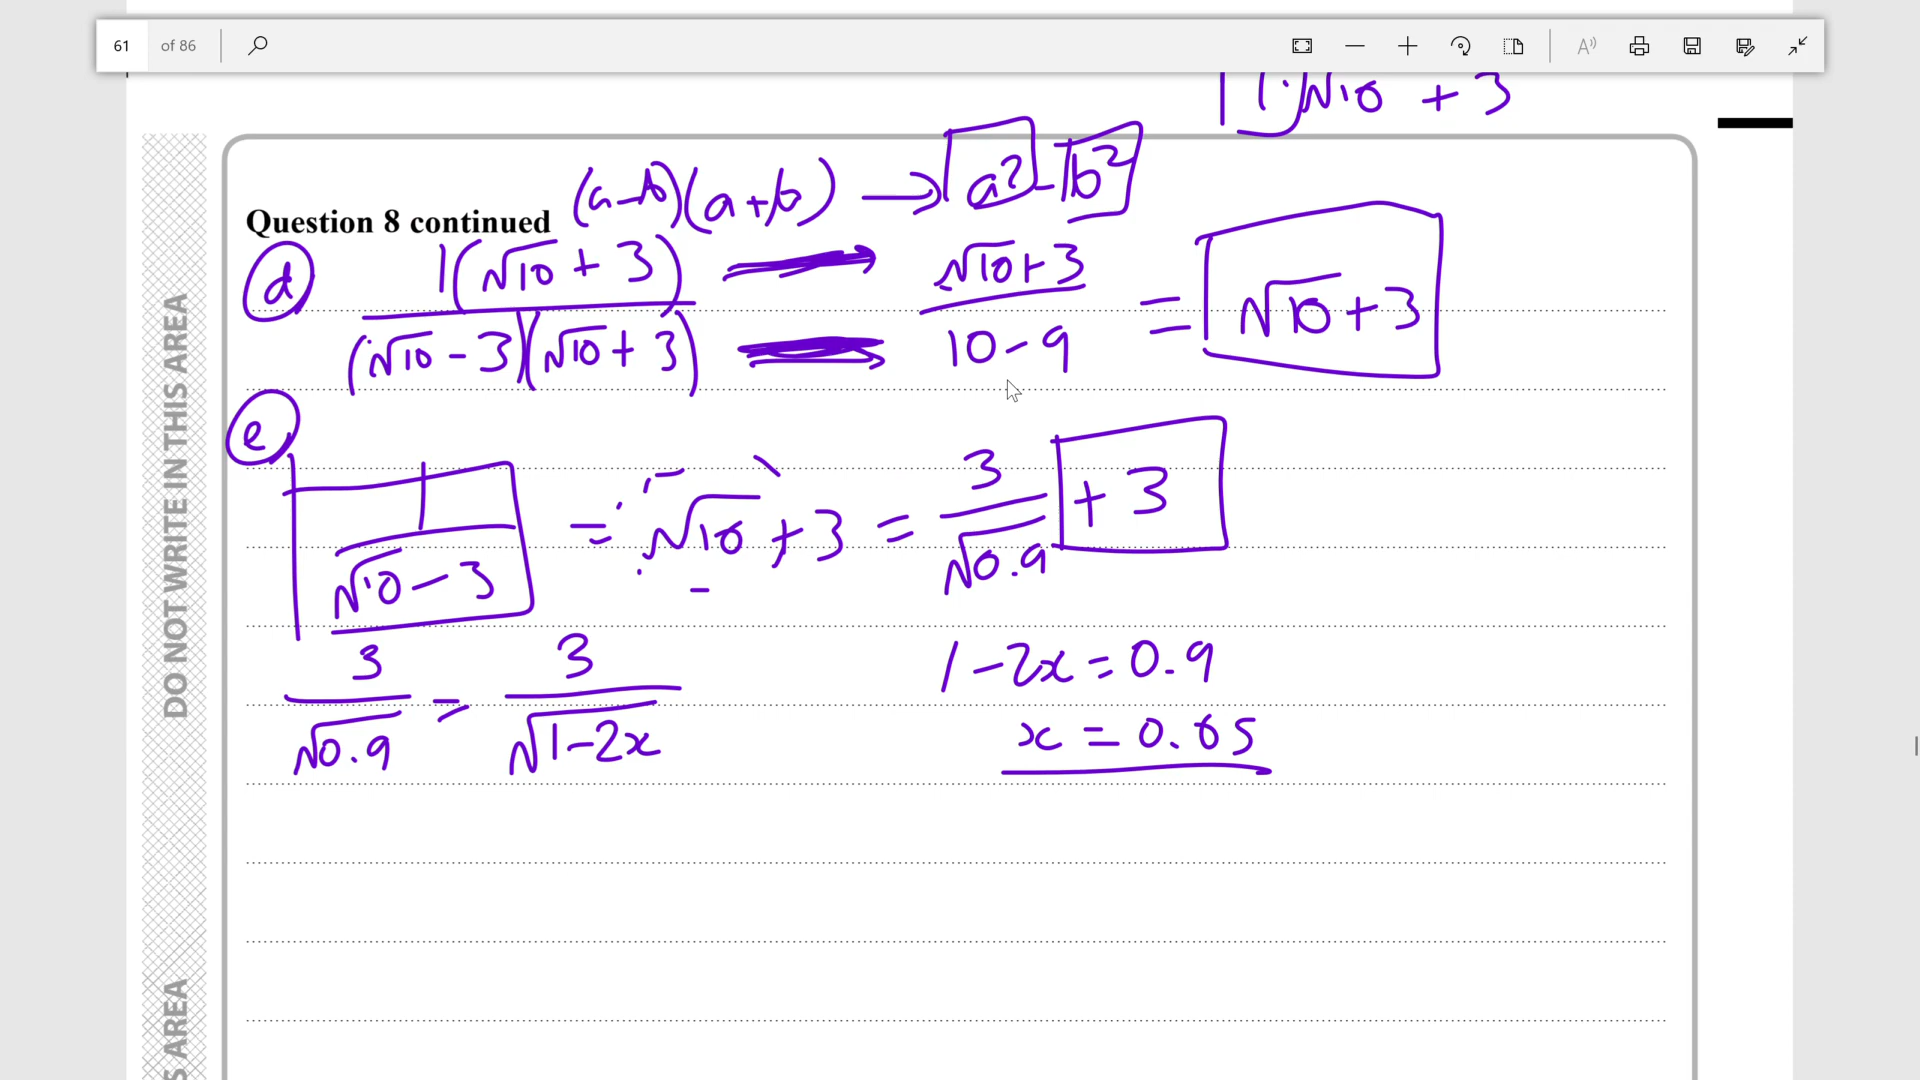 61 of 86
√10 + 3
(a-b)(a+b) → a² - b²
Question 8 continued
d 1(√10 + 3) / (√10 - 3)(√10 + 3) √10+3 / 10-9 = √10+3
e 1 / √10-3 = √10 + 3 = 3 / √0.9 + 3
3 / √0.9 = 3 / √1-2x
1-2x = 0.9
x = 0.05
DO NOT WRITE IN THIS AREA
S AREA